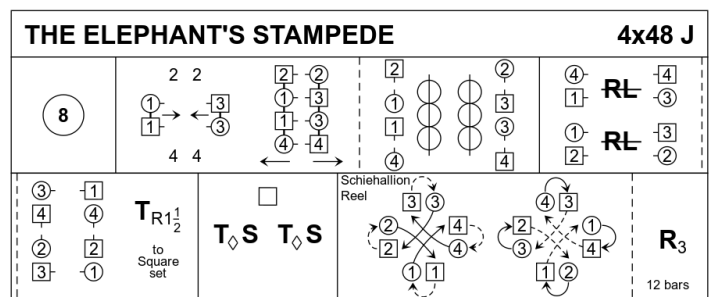 THE ELEPHANT'S STAMPEDE 4x48 J
8
2 2
1 3
1 3
4 4
2 2
1 3
1 3
4 4
2 2
1 3
1 3
4 4
4 RL 4
1 3
1 RL 3
2 2
3 1
4 4
2 2
3 1
T R1½
to
Square
set
T◊S T◊S
Schiehallion
Reel
3 3
2 4
2 4
1 1
4 3
2 1
3 4
1 2
R3
12 bars